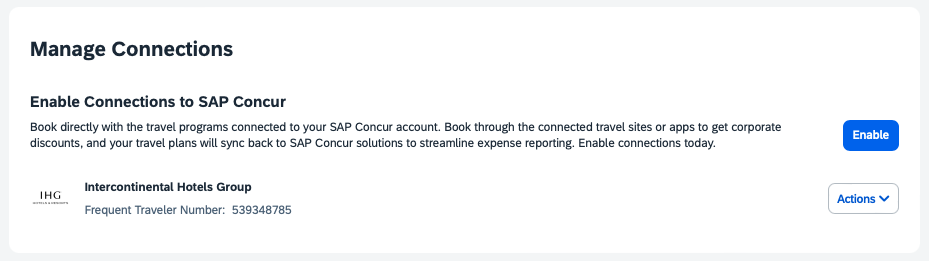 Manage Connections
Enable Connections to SAP Concur
Book directly with the travel programs connected to your SAP Concur account. Book through the connected travel sites or apps to get corporate
discounts, and your travel plans will sync back to SAP Concur solutions to streamline expense reporting. Enable connections today.
Enable
IHG
Intercontinental Hotels Group
Frequent Traveler Number: 539348785
Actions